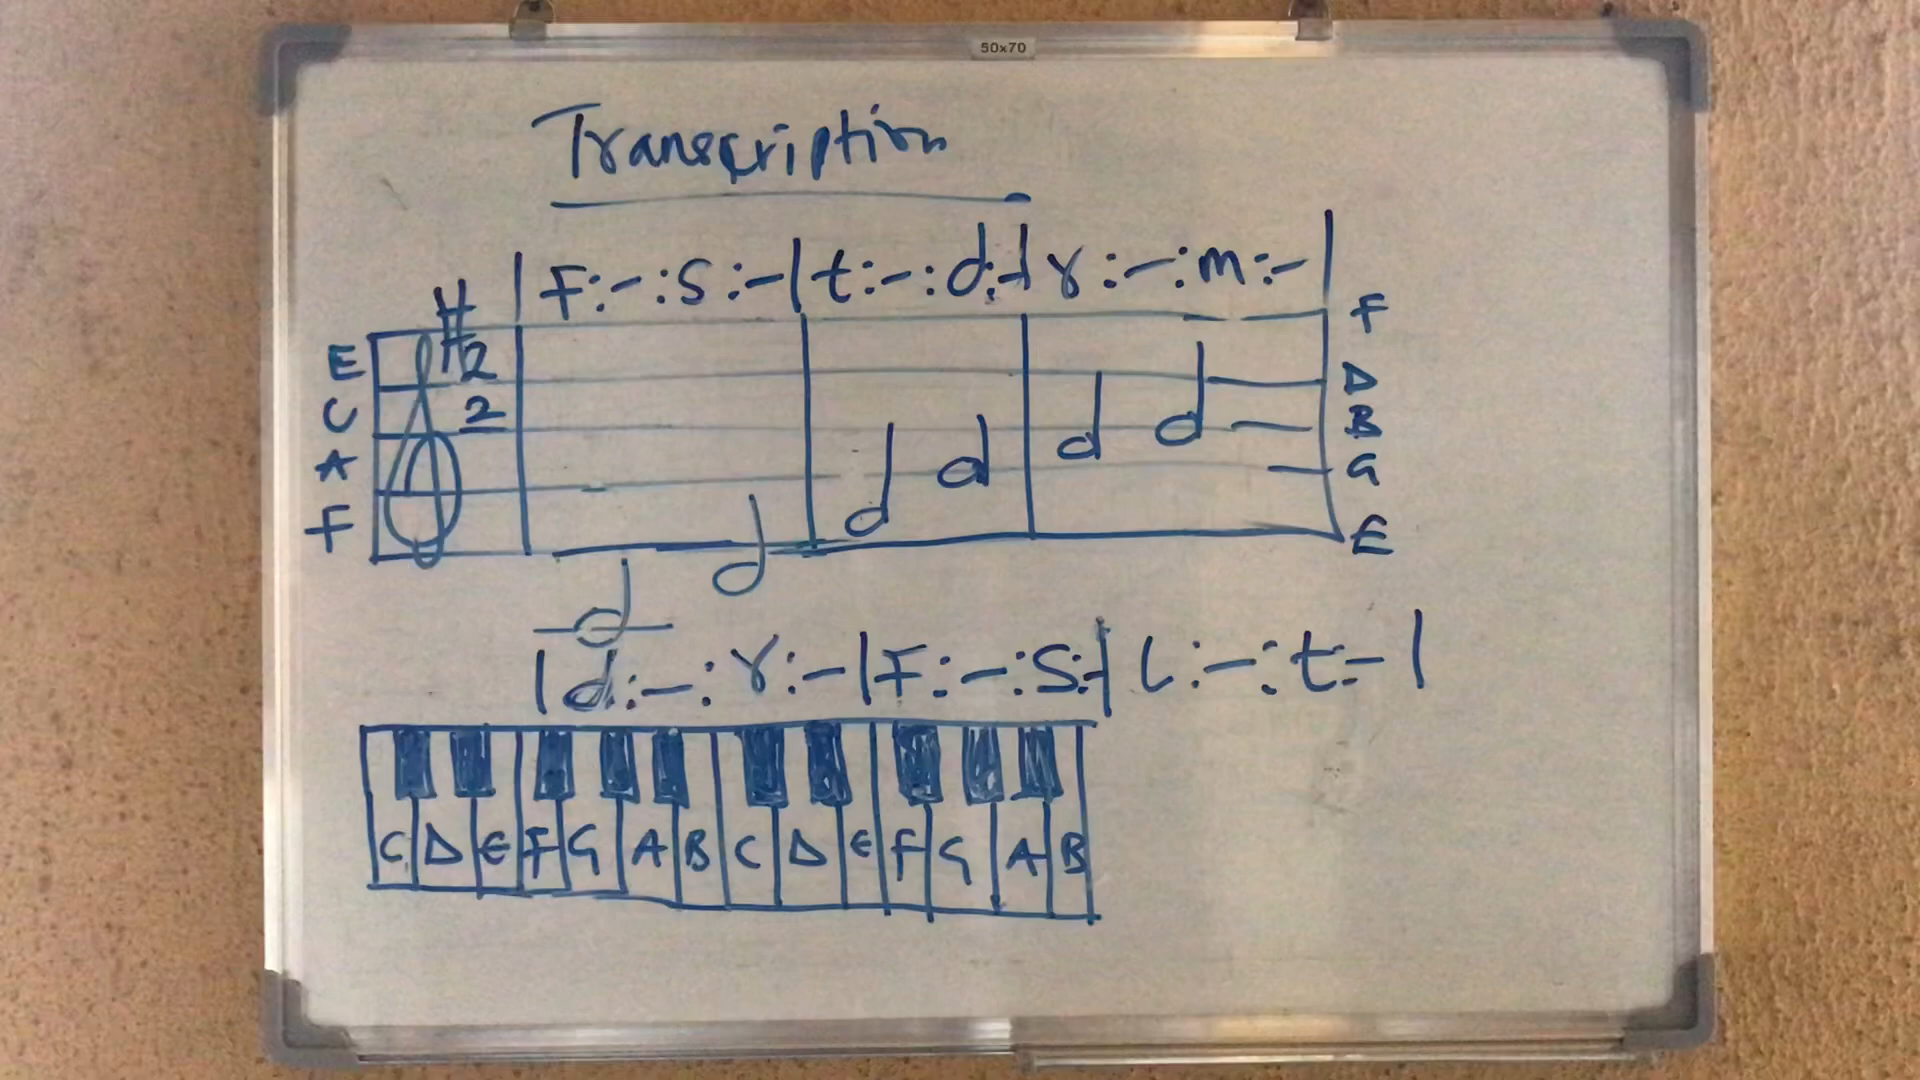 50x70
Transcription
| F:-:S:-| t:-:d:-| r:-:m:-|
#
E 2 F
C 2 D
A B
F G
E
| d:-:r:-|F:-:S:-| l:-:t:-|
C D E F G A B C D E F G A B